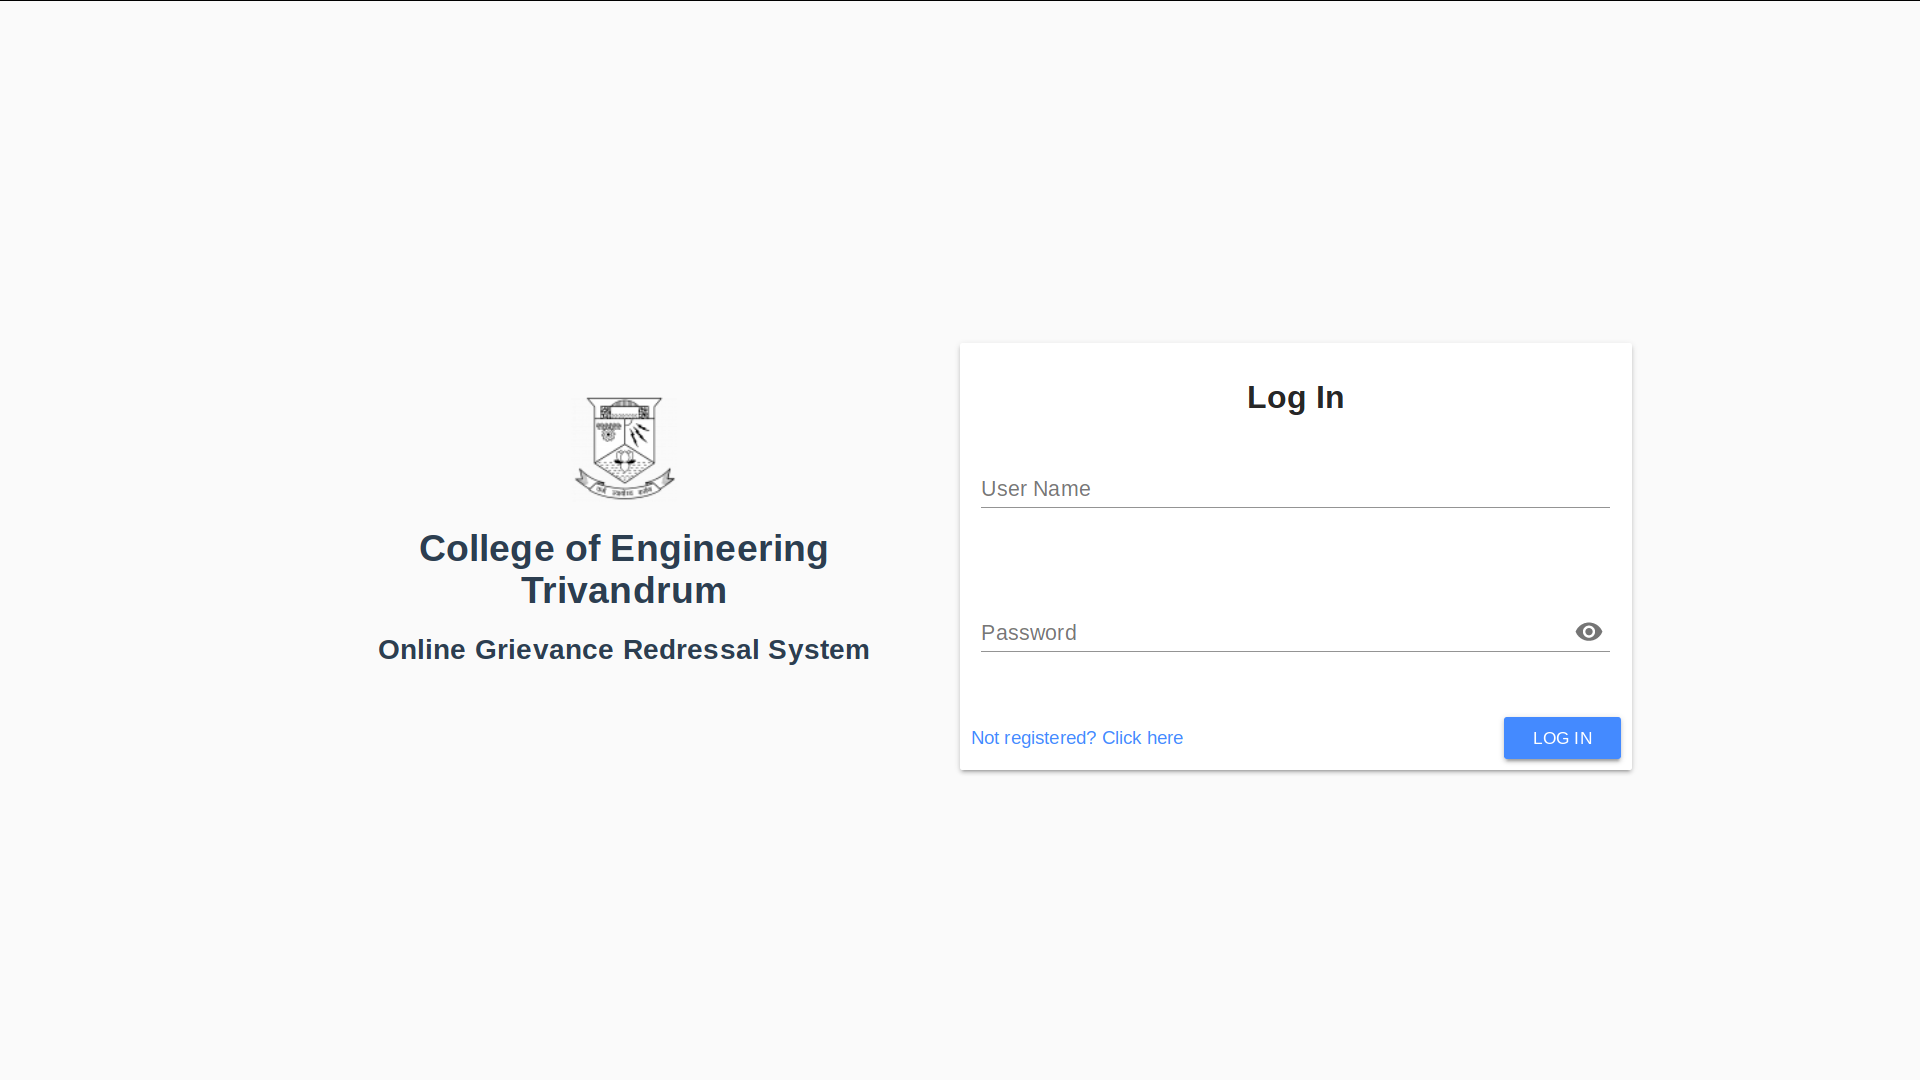 College of Engineering
Trivandrum
Online Grievance Redressal System
Log In
User Name
Password
Not registered? Click here
LOG IN